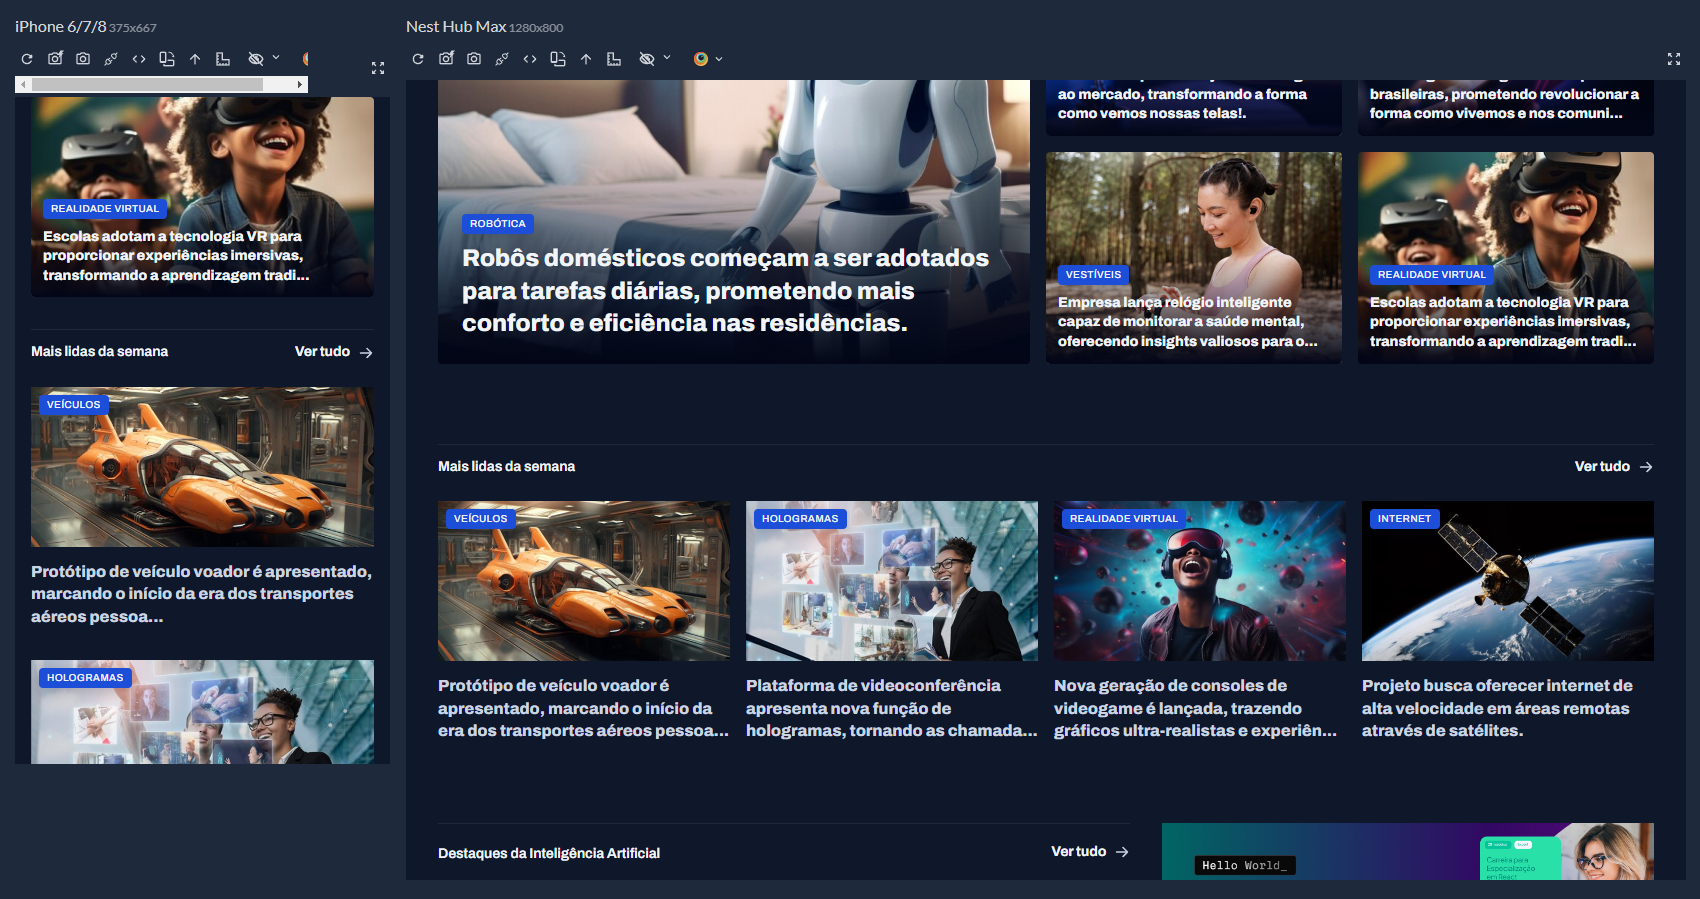 iPhone 6/7/8 375x667
REALIDADE VIRTUAL
Escolas adotam a tecnologia VR para
proporcionar experiências imersivas,
transformando a aprendizagem tradi...
Mais lidas da semana
Ver tudo
VEÍCULOS
Protótipo de veículo voador é apresentado,
marcando o início da era dos transportes
aéreos pessoa...
HOLOGRAMAS
Nest Hub Max 1280x800
ROBÓTICA
Robôs domésticos começam a ser adotados
para tarefas diárias, prometendo mais
conforto e eficiência nas residências.
ao mercado, transformando a forma
como vemos nossas telas!.
brasileiras, prometendo revolucionar a
forma como vivemos e nos comuni...
VESTÍVEIS
Empresa lança relógio inteligente
capaz de monitorar a saúde mental,
oferecendo insights valiosos para o...
REALIDADE VIRTUAL
Escolas adotam a tecnologia VR para
proporcionar experiências imersivas,
transformando a aprendizagem tradi...
Mais lidas da semana
Ver tudo
VEÍCULOS
Protótipo de veículo voador é
apresentado, marcando o início da
era dos transportes aéreos pessoa...
HOLOGRAMAS
Plataforma de videoconferência
apresenta nova função de
hologramas, tornando as chamada...
REALIDADE VIRTUAL
Nova geração de consoles de
videogame é lançada, trazendo
gráficos ultra-realistas e experiên...
INTERNET
Projeto busca oferecer internet de
alta velocidade em áreas remotas
através de satélites.
Destaques da Inteligência Artificial
Ver tudo
Hello World_
Carreira para
Especialização
em React